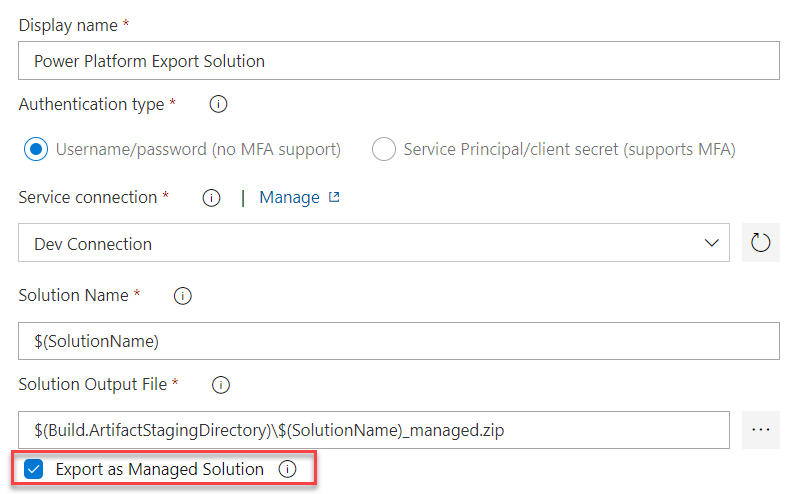 Display name *
Power Platform Export Solution
Authentication type *
Username/password (no MFA support) Service Principal/client secret (supports MFA)
Service connection * | Manage
Dev Connection
Solution Name *
$(SolutionName)
Solution Output File *
$(Build.ArtifactStagingDirectory)\$(SolutionName)_managed.zip
Export as Managed Solution